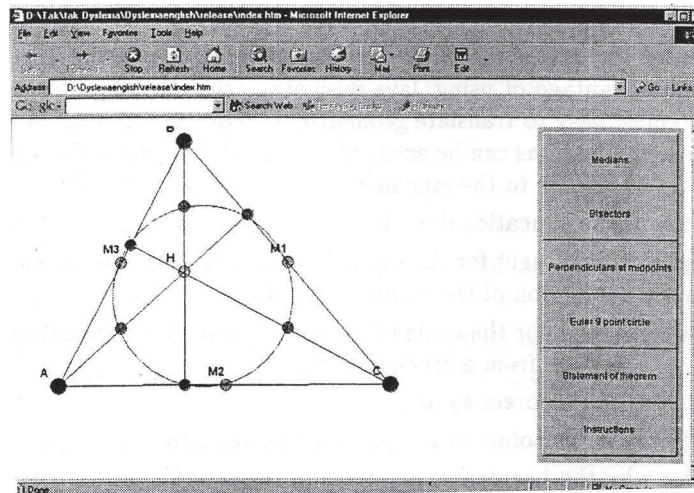 D:\Tak\tak Dyslexia\Dyslexiaenglish\release\index htm - Microsoft Internet Explorer
File Edit View Favorites Tools Help
Stop Refresh Home Search Favorites History Mail Print Edit
Address D:\Dyslexiaenglish\release\index htm Go Links
Search Web
B
M3
H
M1
A
M2
C
Medians
Bisectors
Perpendiculars at midpoints
Euler 9 point circle
Statement of theorem
Instructions
Done